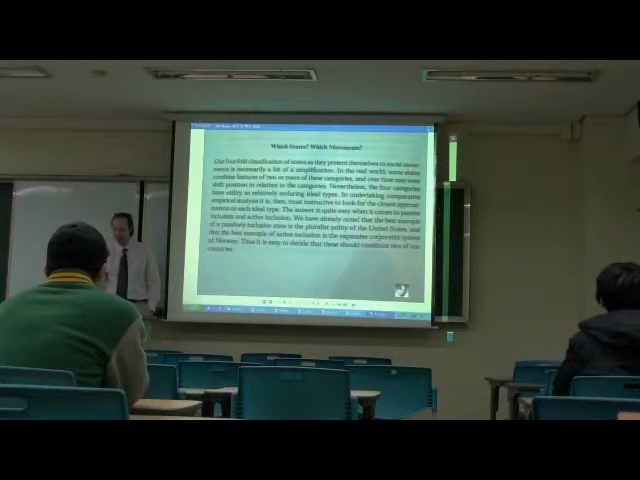 Which States? Which Movements?
Our fourfold classification of states as they present themselves to social move-
ments is necessarily a bit of a simplification. In the real world, some states
combine features of two or more of these categories, and over time may even
shift position in relation to the categories. Nevertheless, the four categories
have utility as relatively enduring ideal types. In undertaking comparative
empirical analysis it is, then, most instructive to look for the closest approxi-
mation to each ideal type. The answer is quite easy when it comes to passive
inclusion and active inclusion. We have already noted that the best example
of a passively inclusive state is the pluralist polity of the United States, and
that the best example of active inclusion is the expansive corporatist system
of Norway. Thus it is easy to decide that these should constitute two of our
countries.